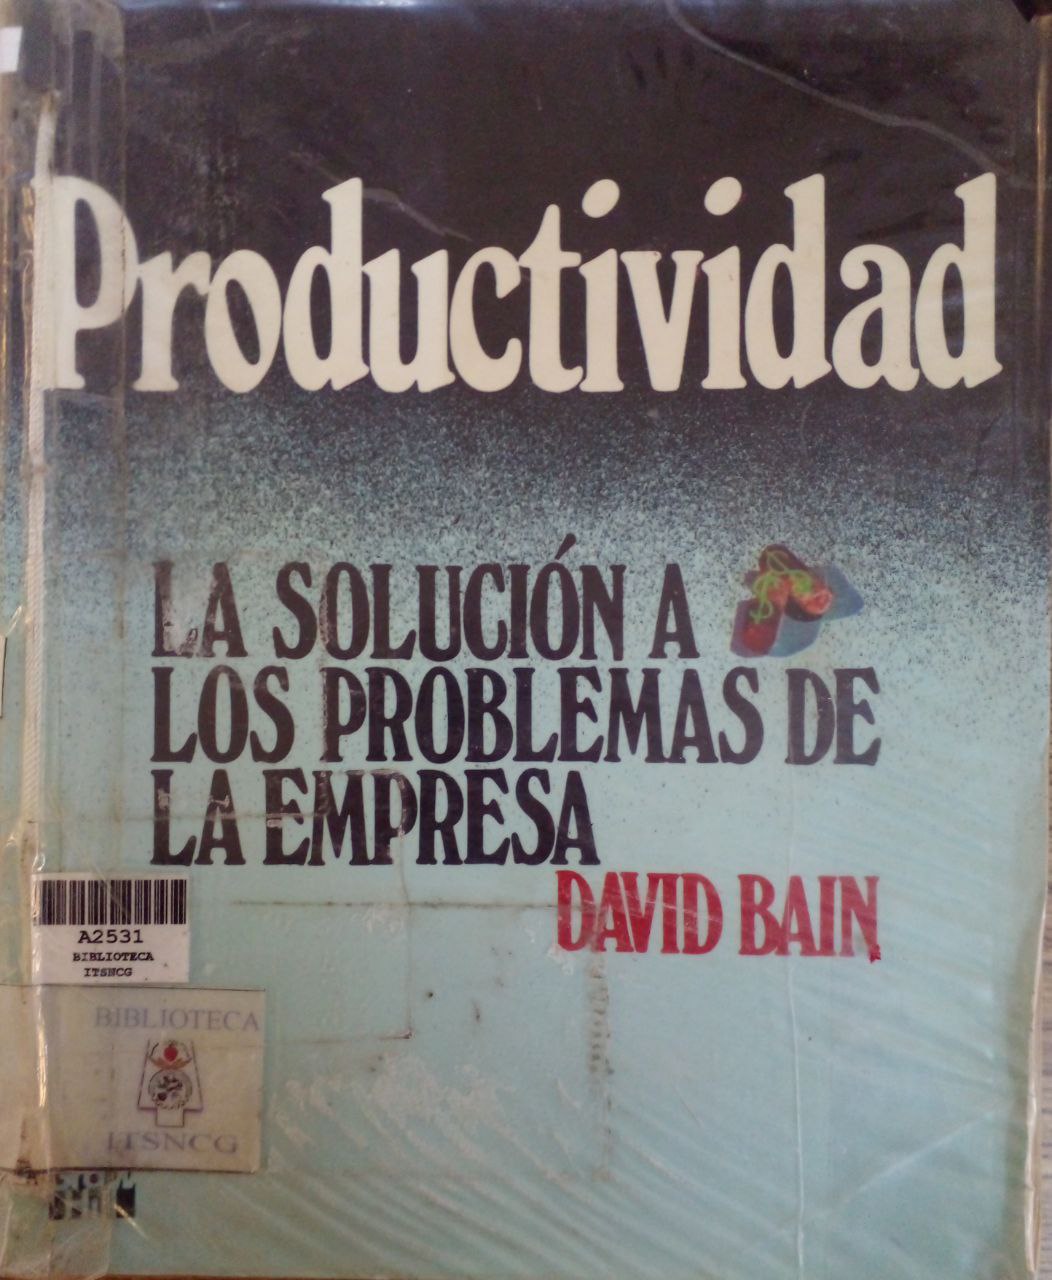 Productividad
LA SOLUCIÓN A
LOS PROBLEMAS DE
LA EMPRESA
DAVID BAIN
A2531
BIBLIOTECA
ITSNCG
BIBLIOTECA
ITSNCG